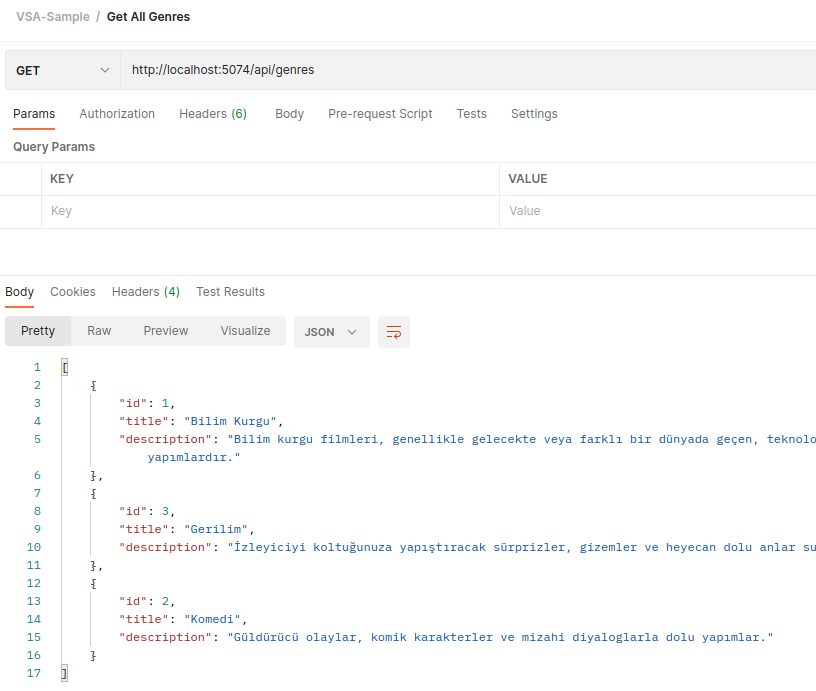 VSA-Sample / Get All Genres
GET http://localhost:5074/api/genres
Params Authorization Headers (6) Body Pre-request Script Tests Settings
Query Params
KEY VALUE
Key Value
Body Cookies Headers (4) Test Results
Pretty Raw Preview Visualize JSON
1 [
2 {
3 "id": 1,
4 "title": "Bilim Kurgu",
5 "description": "Bilim kurgu filmleri, genellikle gelecekte veya farklı bir dünyada geçen, teknolo
yapımlardır."
6 },
7 {
8 "id": 3,
9 "title": "Gerilim",
10 "description": "İzleyiciyi koltuğunuza yapıştıracak sürprizler, gizemler ve heyecan dolu anlar su
11 },
12 {
13 "id": 2,
14 "title": "Komedi",
15 "description": "Güldürücü olaylar, komik karakterler ve mizahi diyaloglarla dolu yapımlar."
16 }
17 ]